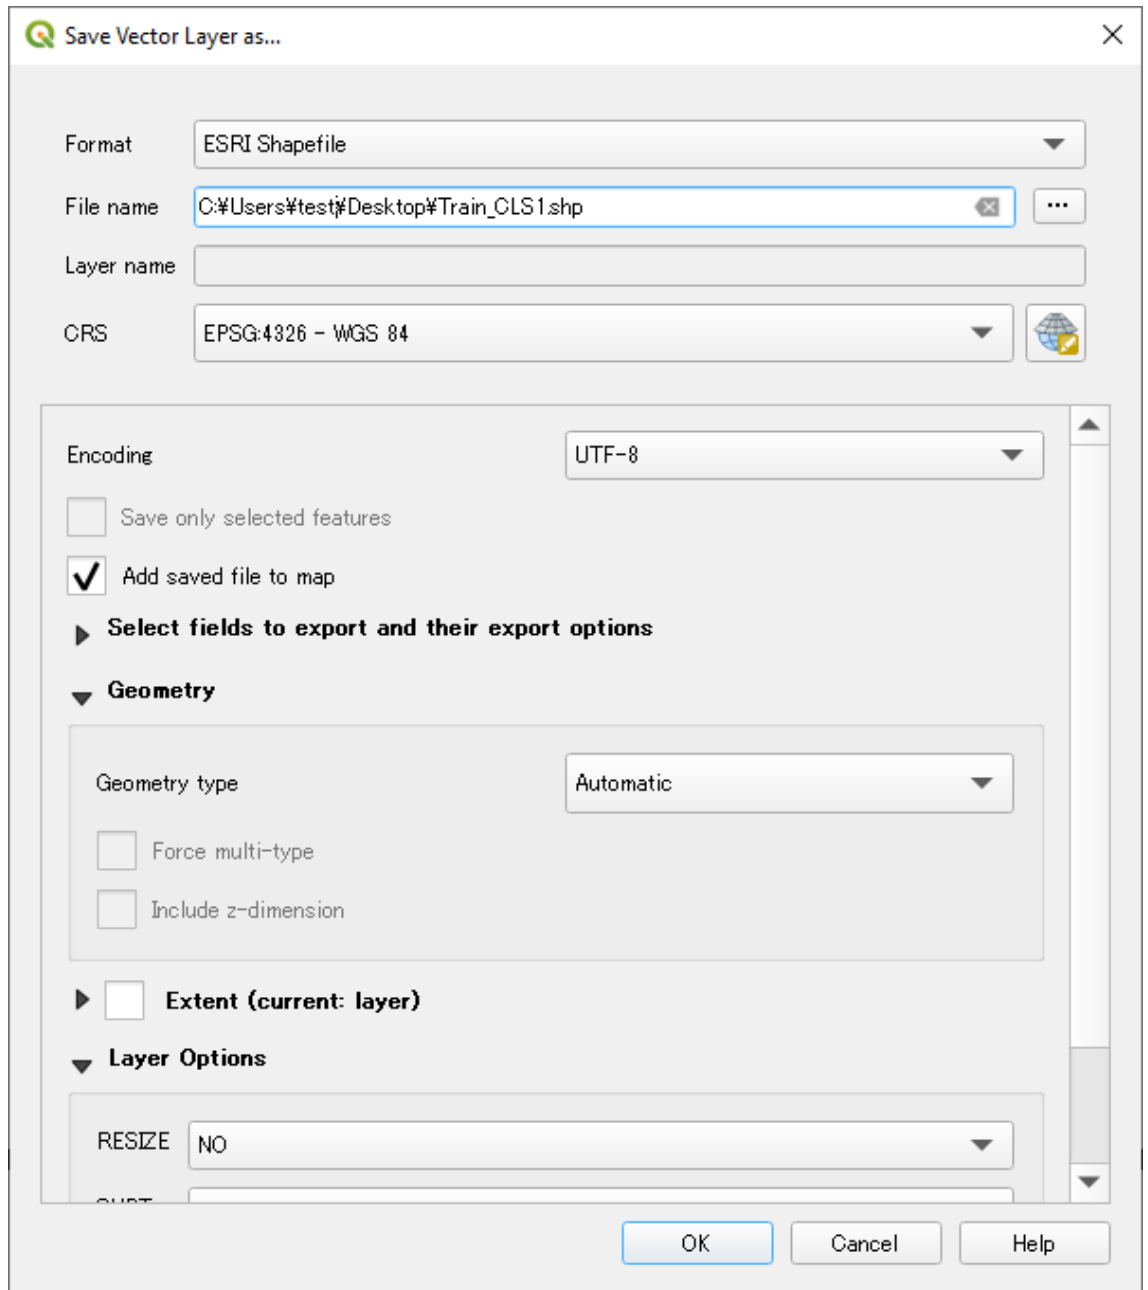 Save Vector Layer as...
Format ESRI Shapefile
File name C:¥Users¥test¥Desktop¥Train_CLS1.shp ...
Layer name
CRS EPSG:4326 - WGS 84
Encoding UTF-8
Save only selected features
Add saved file to map
Select fields to export and their export options
Geometry
Geometry type Automatic
Force multi-type
Include z-dimension
Extent (current: layer)
Layer Options
RESIZE NO
OK Cancel Help